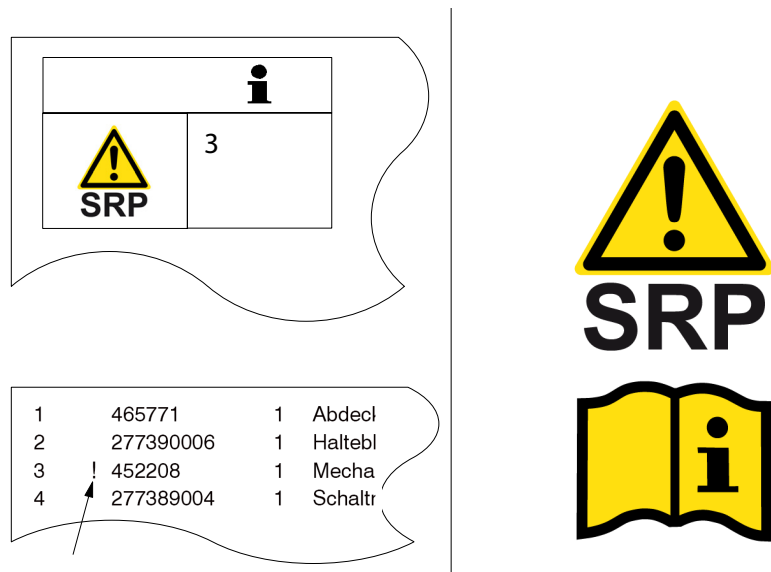 i
3
SRP
1 465771 1 Abdeck
2 277390006 1 Haltebl
3 ! 452208 1 Mecha
4 277389004 1 Schaltr
SRP
i